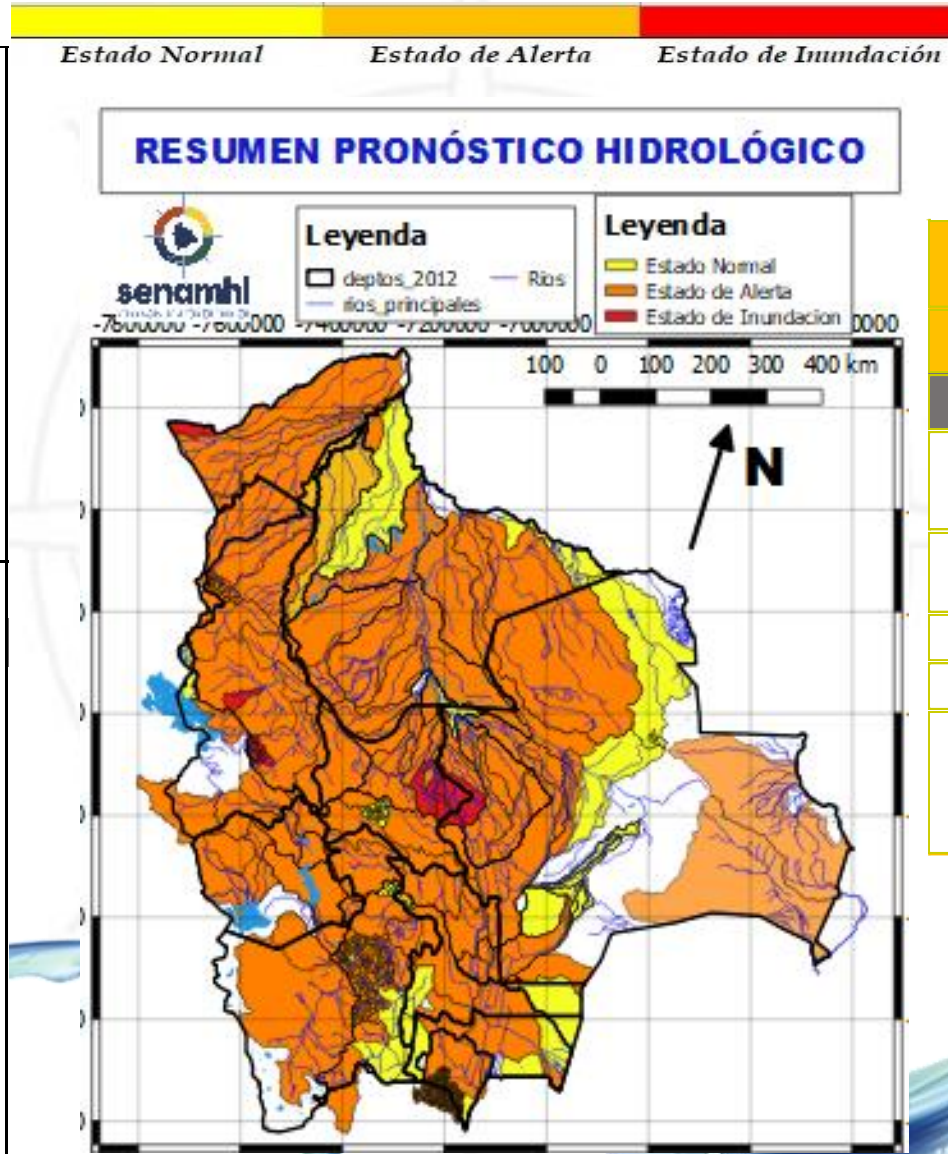 Estado Normal Estado de Alerta Estado de Inundación
RESUMEN PRONÓSTICO HIDROLÓGICO
senamhi
Leyenda
deptos_2012 Rios
rios_principales
Leyenda
Estado Normal
Estado de Alerta
Estado de Inundacion
-7800000 -7600000 -7400000 -7200000 -7000000
100 0 100 200 300 400 km
N